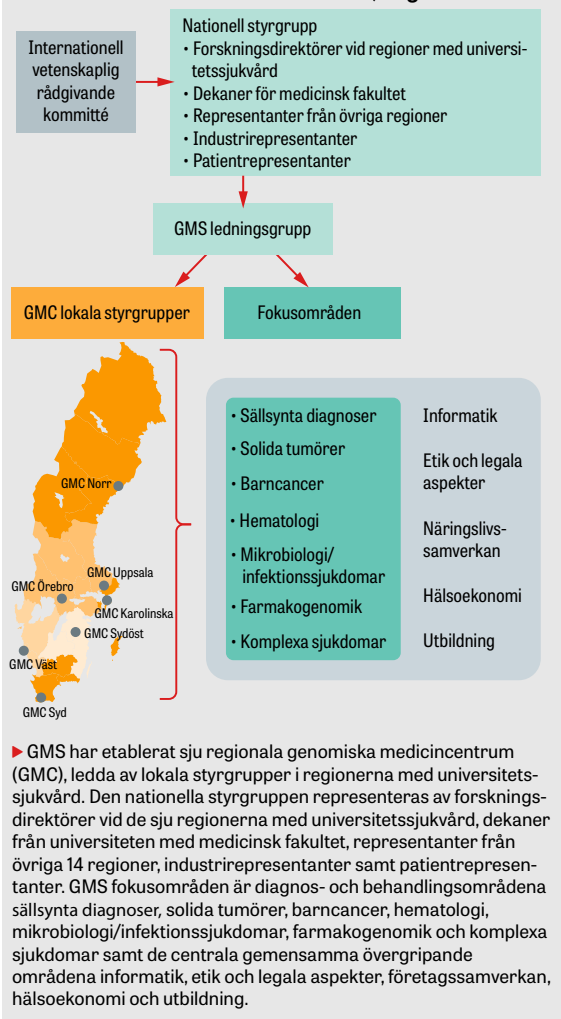 Internationell
vetenskaplig
rådgivande
kommitté
Nationell styrgrupp
• Forskningsdirektörer vid regioner med universi-
tetssjukvård
• Dekaner för medicinsk fakultet
• Representanter från övriga regioner
• Industrirepresentanter
• Patientrepresentanter
GMS ledningsgrupp
GMC lokala styrgrupper
Fokusområden
GMC Norr
GMC Uppsala
GMC Örebro
GMC Karolinska
GMC Sydöst
GMC Väst
GMC Syd
• Sällsynta diagnoser
• Solida tumörer
• Barncancer
• Hematologi
• Mikrobiologi/
infektionssjukdomar
• Farmakogenomik
• Komplexa sjukdomar
Informatik
Etik och legala
aspekter
Näringslivs-
samverkan
Hälsoekonomi
Utbildning
▶ GMS har etablerat sju regionala genomiska medicincentrum
(GMC), ledda av lokala styrgrupper i regionerna med universitets-
sjukvård. Den nationella styrgruppen representeras av forsknings-
direktörer vid de sju regionerna med universitetssjukvård, dekaner
från universiteten med medicinsk fakultet, representanter från
övriga 14 regioner, industrirepresentanter samt patientrepresen-
tanter. GMS fokusområden är diagnos- och behandlingsområdena
sällsynta diagnoser, solida tumörer, barncancer, hematologi,
mikrobiologi/infektionssjukdomar, farmakogenomik och komplexa
sjukdomar samt de centrala gemensamma övergripande
områdena informatik, etik och legala aspekter, företagssamverkan,
hälsoekonomi och utbildning.